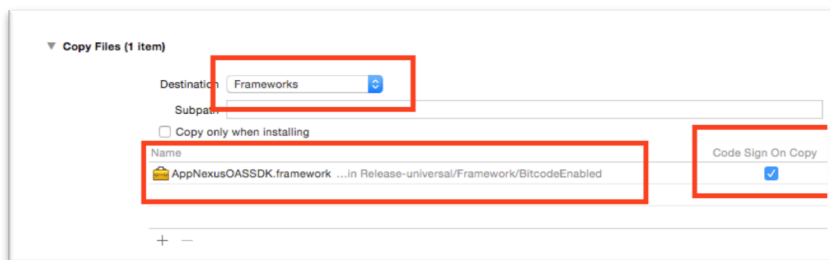 Copy Files (1 item)
Destination Frameworks
Subpath
Copy only when installing
Name Code Sign On Copy
AppNexusOASSDK.framework ...in Release-universal/Framework/BitcodeEnabled